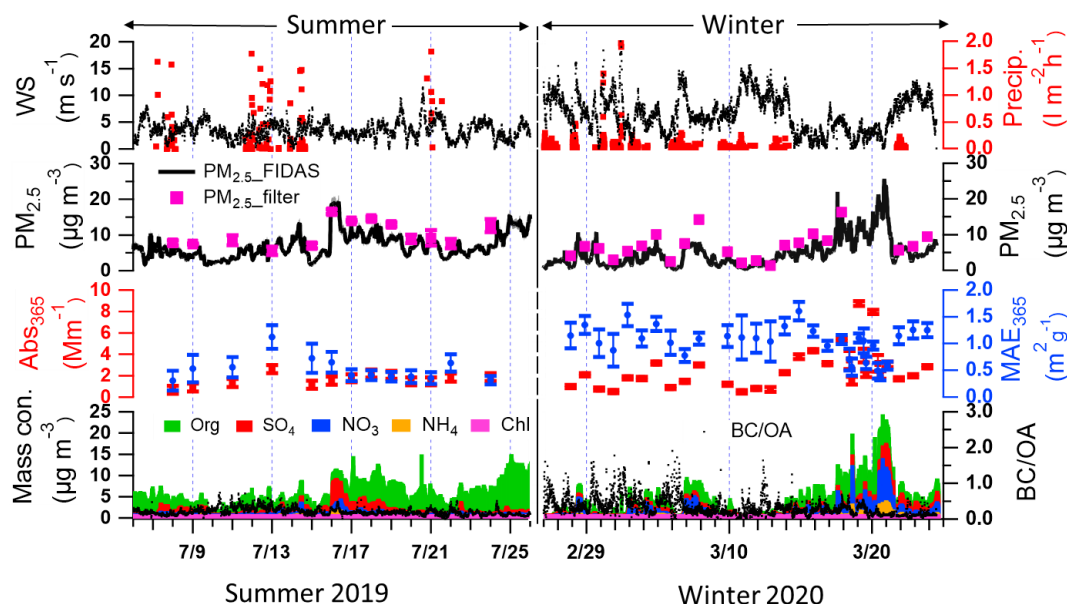 Summer Winter
WS
(m s⁻¹)
20
15
10
5
0
2.0
1.5
1.0
0.5
0.0
Precip.
(l m⁻²h⁻¹)
PM₂.₅
(µg m⁻³)
30
20
10
0
PM₂.₅_FIDAS
PM₂.₅_filter
30
20
10
0
PM₂.₅
(µg m⁻³)
Abs₃₆₅
(Mm⁻¹)
10
8
6
4
2
0
2.0
1.5
1.0
0.5
0.0
MAE₃₆₅
(m² g⁻¹)
Mass con.
(µg m⁻³)
25
20
15
10
5
0
Org SO₄ NO₃ NH₄ Chl
BC/OA
3.0
2.0
1.0
0.0
BC/OA
7/9 7/13 7/17 7/21 7/25 2/29 3/10 3/20
Summer 2019 Winter 2020